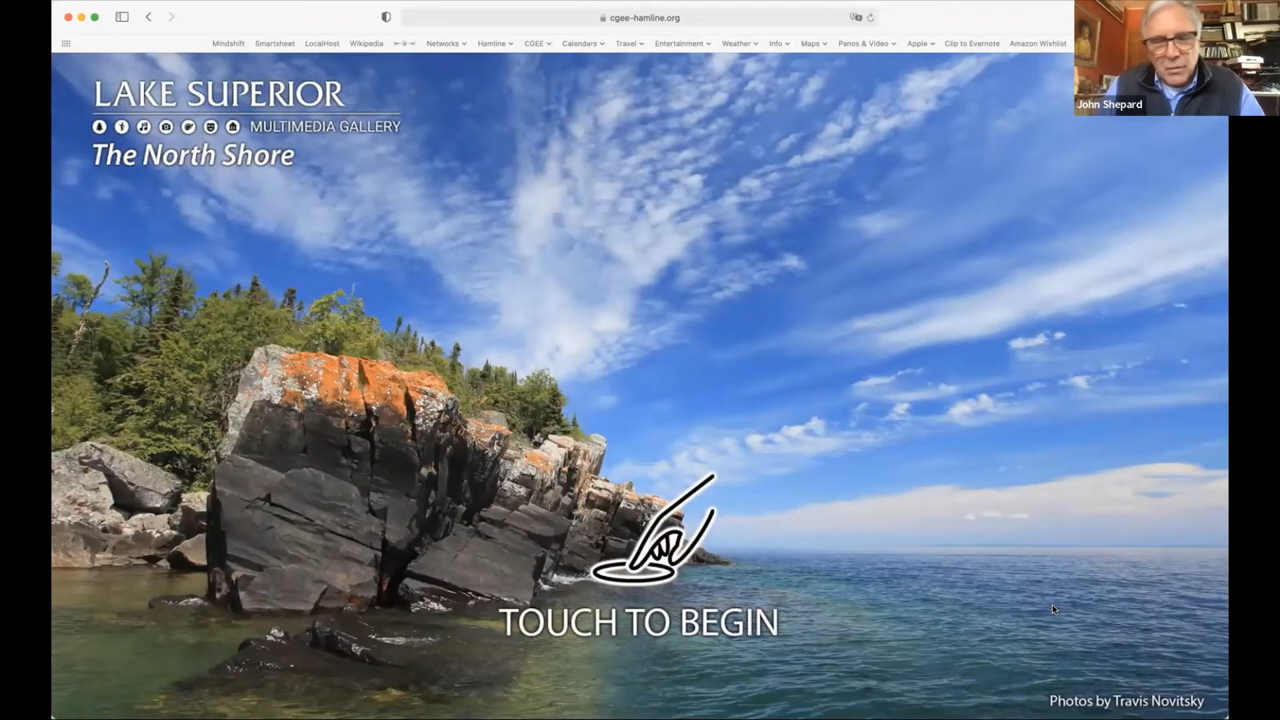 cgee-hamline.org
Mindshift Smartsheet LocalHost Wikipedia Networks Hamline CGEE Calendars Travel Entertainment Weather Info Maps Panos & Video Apple Clip to Evernote Amazon Wishlist
John Shepard
LAKE SUPERIOR
MULTIMEDIA GALLERY
The North Shore
TOUCH TO BEGIN
Photos by Travis Novitsky